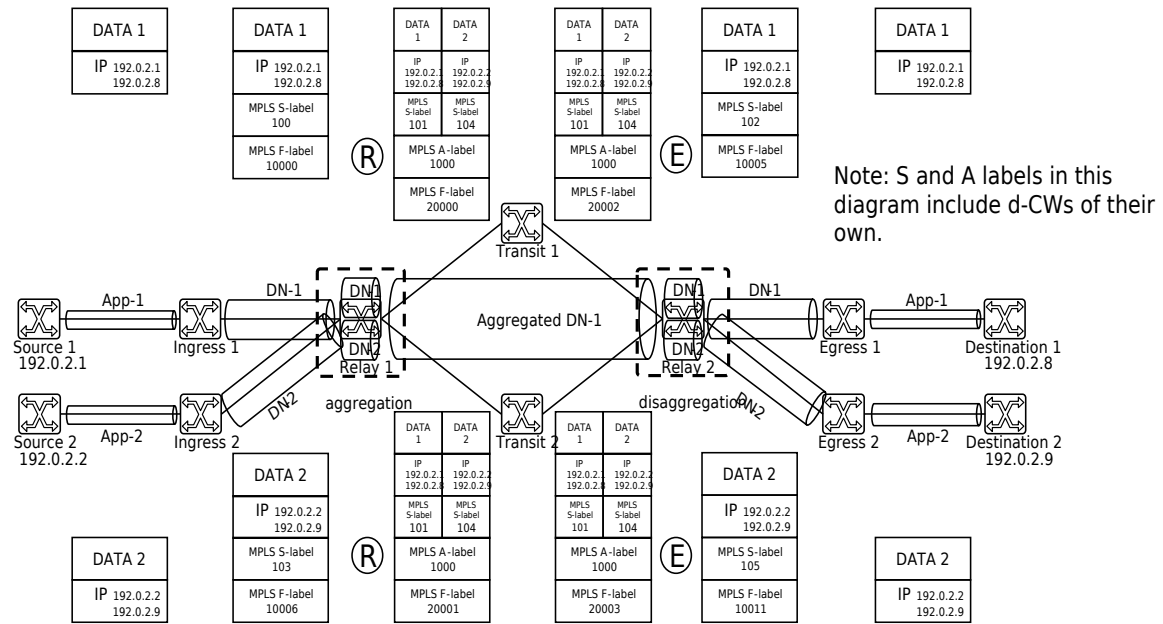 DATA 1
IP 192.0.2.1
192.0.2.8
DATA 1
IP 192.0.2.1
192.0.2.8
MPLS S-label
100
MPLS F-label
10000
R
DATA
1
DATA
2
IP
192.0.2.1
192.0.2.8
IP
192.0.2.2
192.0.2.9
MPLS
S-label
101
MPLS
S-label
104
MPLS A-label
1000
MPLS F-label
20000
DATA
1
DATA
2
IP
192.0.2.1
192.0.2.8
IP
192.0.2.2
192.0.2.9
MPLS
S-label
101
MPLS
S-label
104
MPLS A-label
1000
MPLS F-label
20002
E
DATA 1
IP 192.0.2.1
192.0.2.8
MPLS S-label
102
MPLS F-label
10005
DATA 1
IP 192.0.2.1
192.0.2.8
Note: S and A labels in this
diagram include d-CWs of their
own.
Transit 1
App-1
DN-1
DN-1
Aggregated DN-1
DN-1
DN-1
App-1
Source 1
192.0.2.1
Ingress 1
DN-2
Relay 1
DN-2
Relay 2
Egress 1
Destination 1
192.0.2.8
aggregation
disaggregation
DN-2
DN-2
App-2
App-2
Source 2
192.0.2.2
Ingress 2
Transit 2
Egress 2
Destination 2
192.0.2.9
DATA 2
IP 192.0.2.2
192.0.2.9
DATA 2
IP 192.0.2.2
192.0.2.9
MPLS S-label
103
MPLS F-label
10006
R
DATA
1
DATA
2
IP
192.0.2.1
192.0.2.8
IP
192.0.2.2
192.0.2.9
MPLS
S-label
101
MPLS
S-label
104
MPLS A-label
1000
MPLS F-label
20001
DATA
1
DATA
2
IP
192.0.2.1
192.0.2.8
IP
192.0.2.2
192.0.2.9
MPLS
S-label
101
MPLS
S-label
104
MPLS A-label
1000
MPLS F-label
20003
E
DATA 2
IP 192.0.2.2
192.0.2.9
MPLS S-label
105
MPLS F-label
10011
DATA 2
IP 192.0.2.2
192.0.2.9